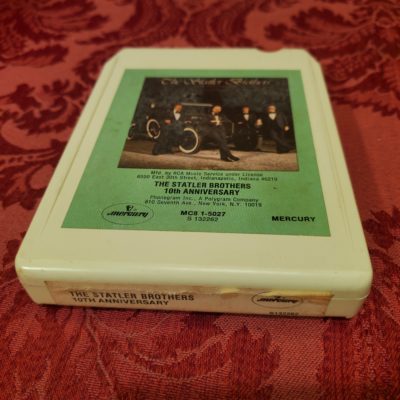 The Statler Brothers
Mfg. by RCA Music Service under License
6550 East 30th Street, Indianapolis, Indiana 46219
THE STATLER BROTHERS
10th ANNIVERSARY
Phonogram Inc., A Polygram Company
810 Seventh Ave., New York, N.Y. 10019
mercury
MC8 1-5027
S 132262
MERCURY
THE STATLER BROTHERS
10TH ANNIVERSARY
mercury
S132262